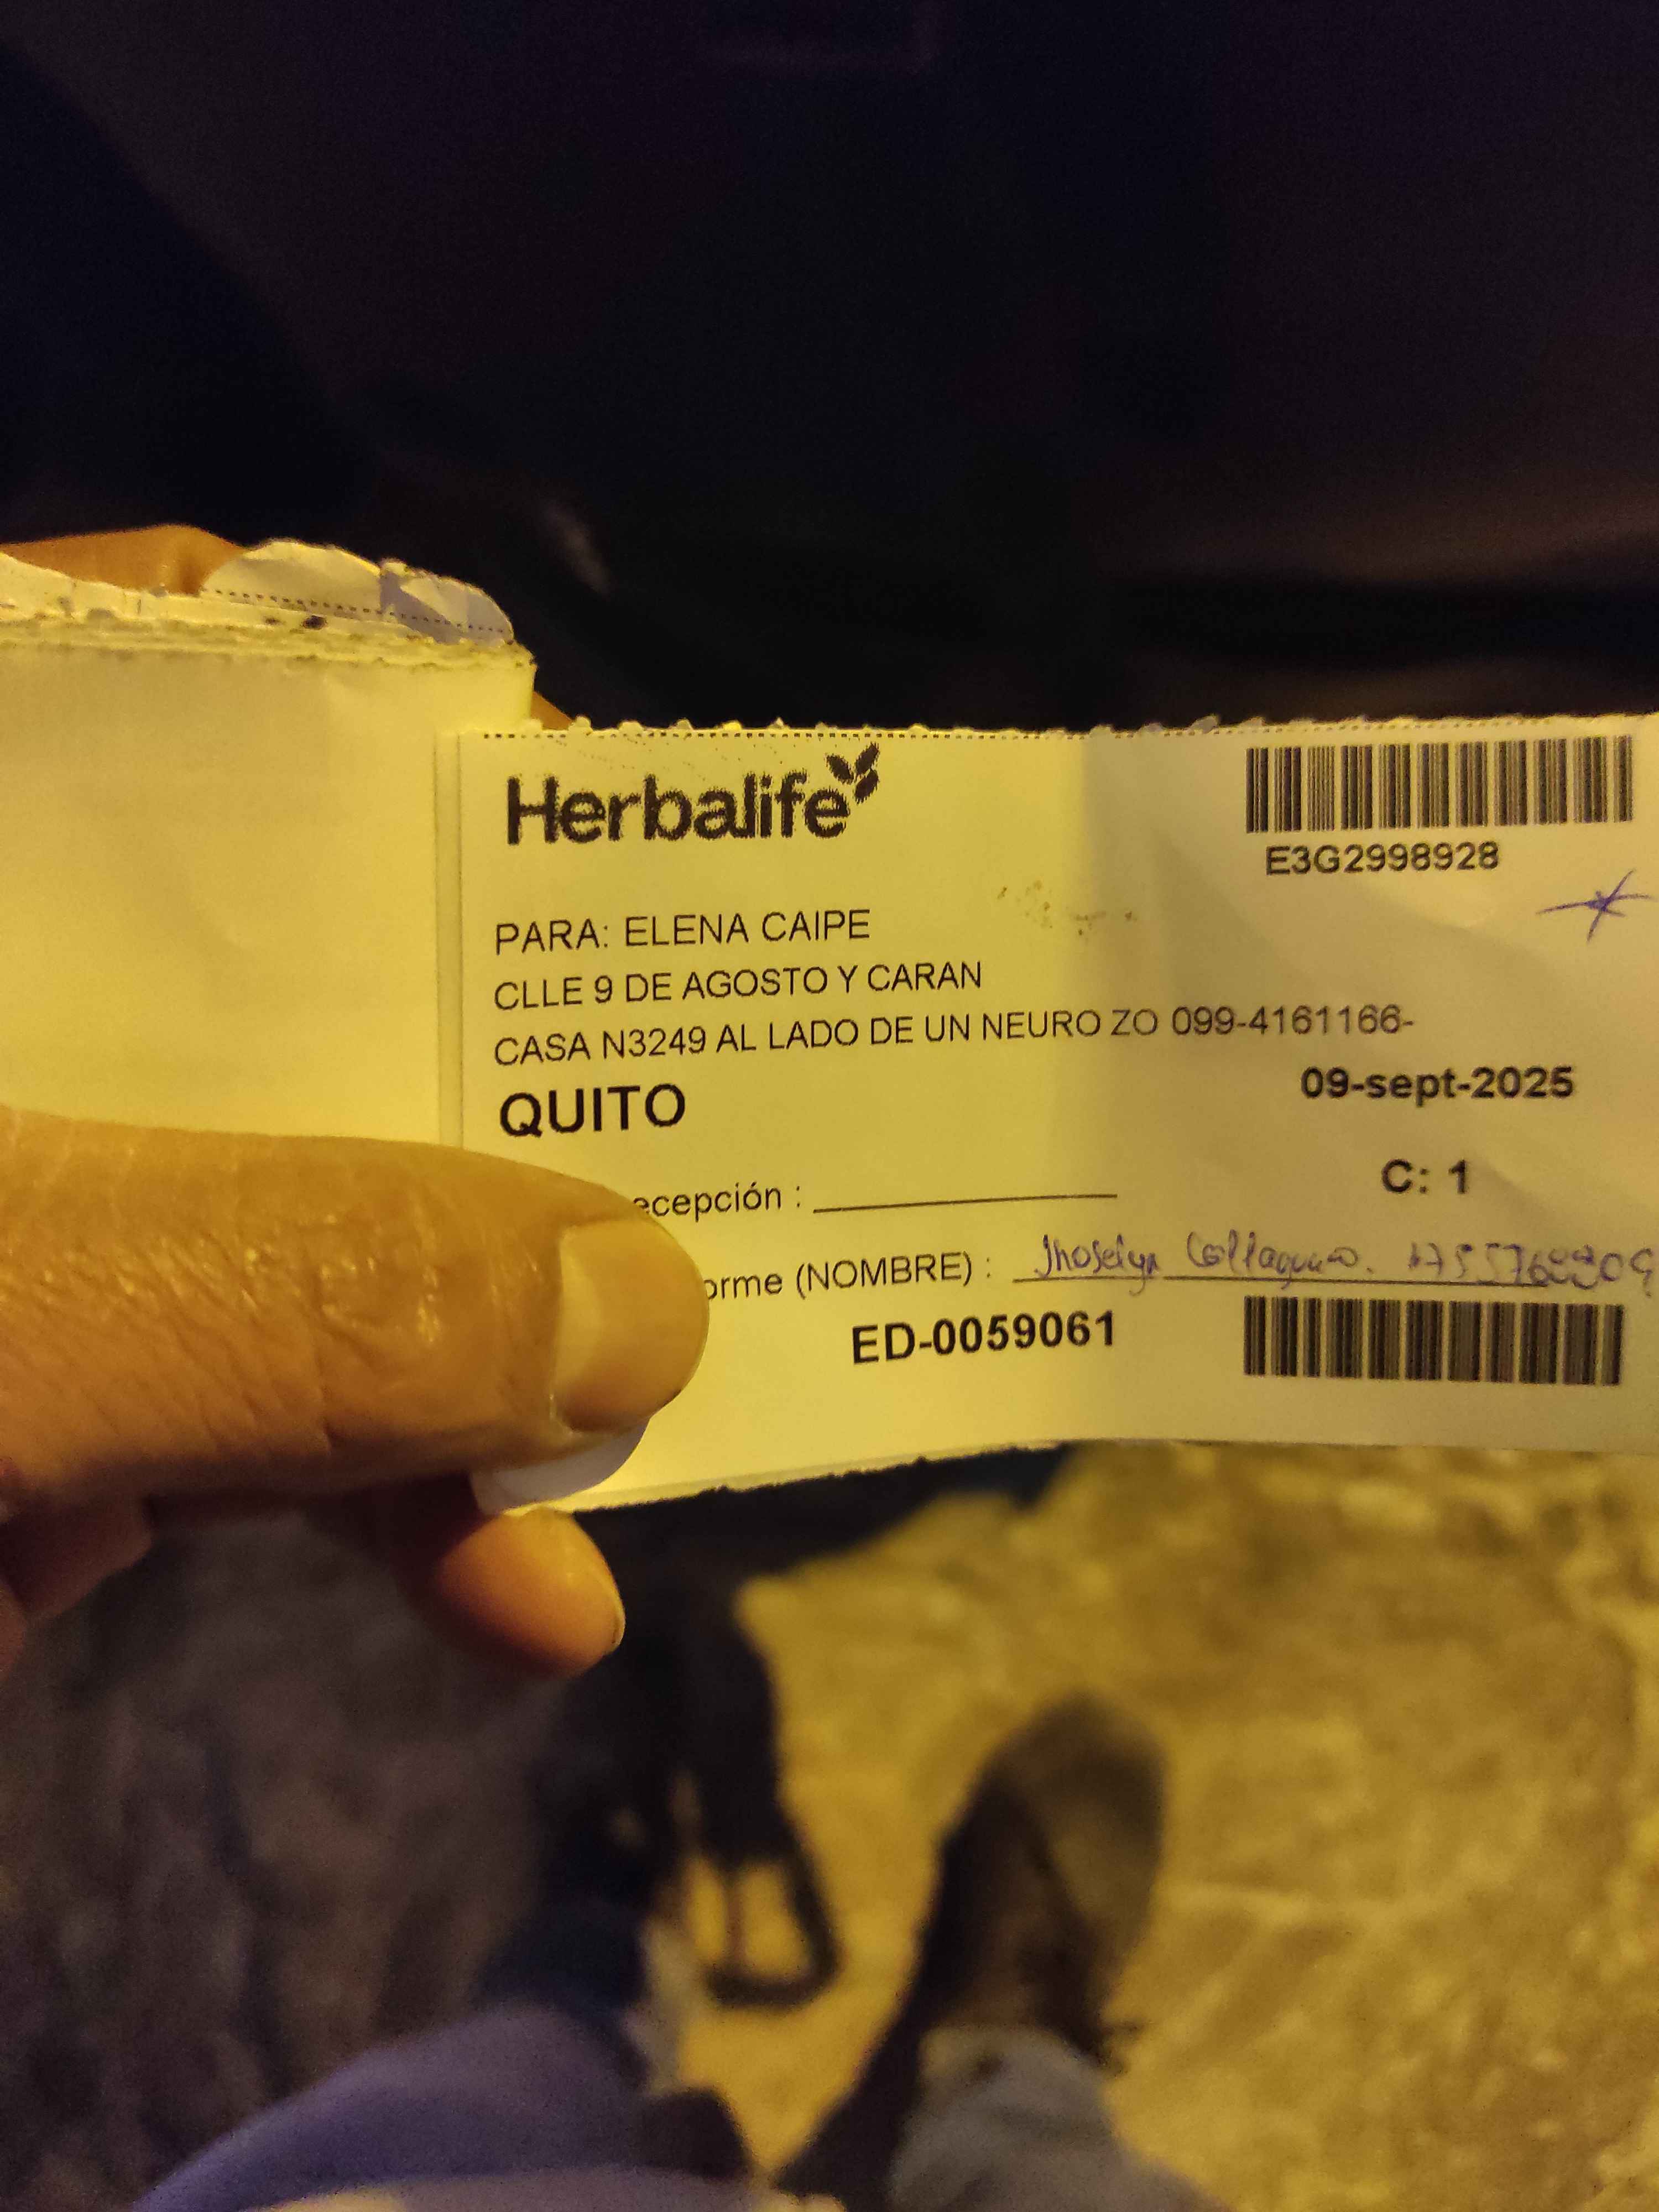 Herbalife
E3G2998928
PARA: ELENA CAIPE
CLLE 9 DE AGOSTO Y CARAN
CASA N3249 AL LADO DE UN NEURO ZO 099-4161166-
QUITO
09-sept-2025
C: 1
ecepción :
orme (NOMBRE) : Jhoselyn
ED-0059061